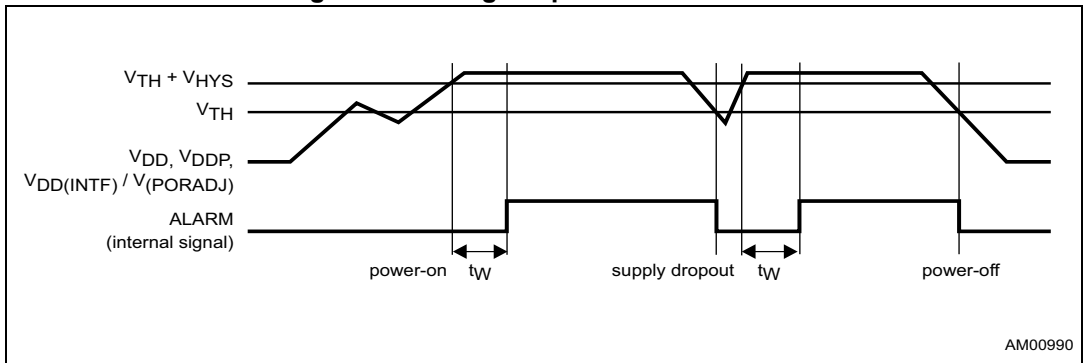 VTH + VHYS
VTH
VDD, VDDP,
VDD(INTF) / V(PORADJ)
ALARM
(internal signal)
power-on tW supply dropout tW power-off
AM00990